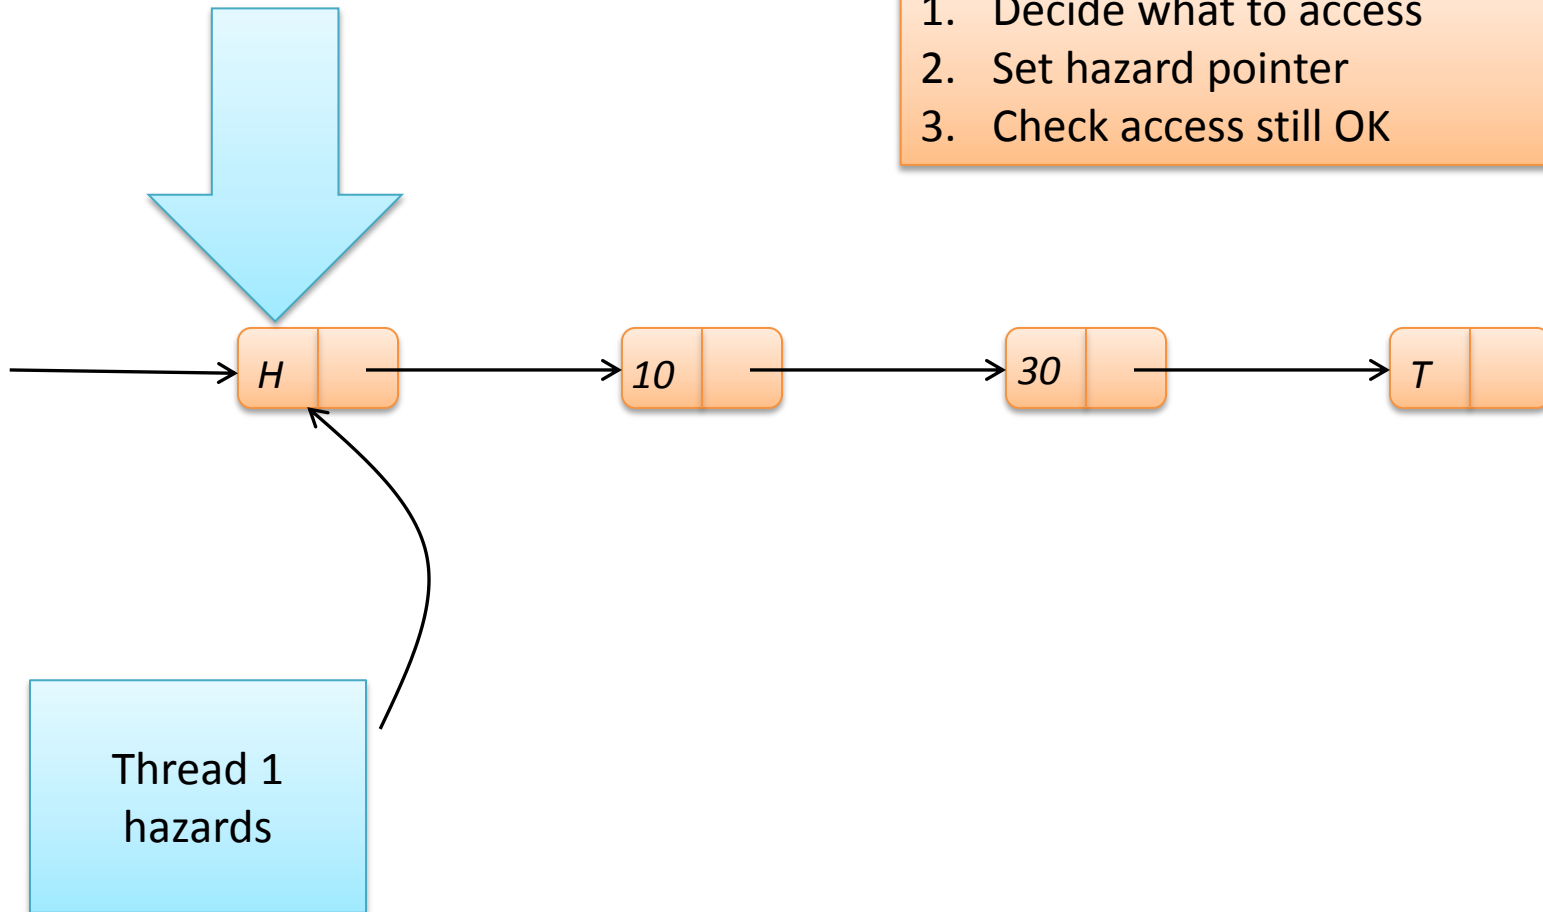 1. Decide what to access
2. Set hazard pointer
3. Check access still OK
H 10 30 T
Thread 1
hazards